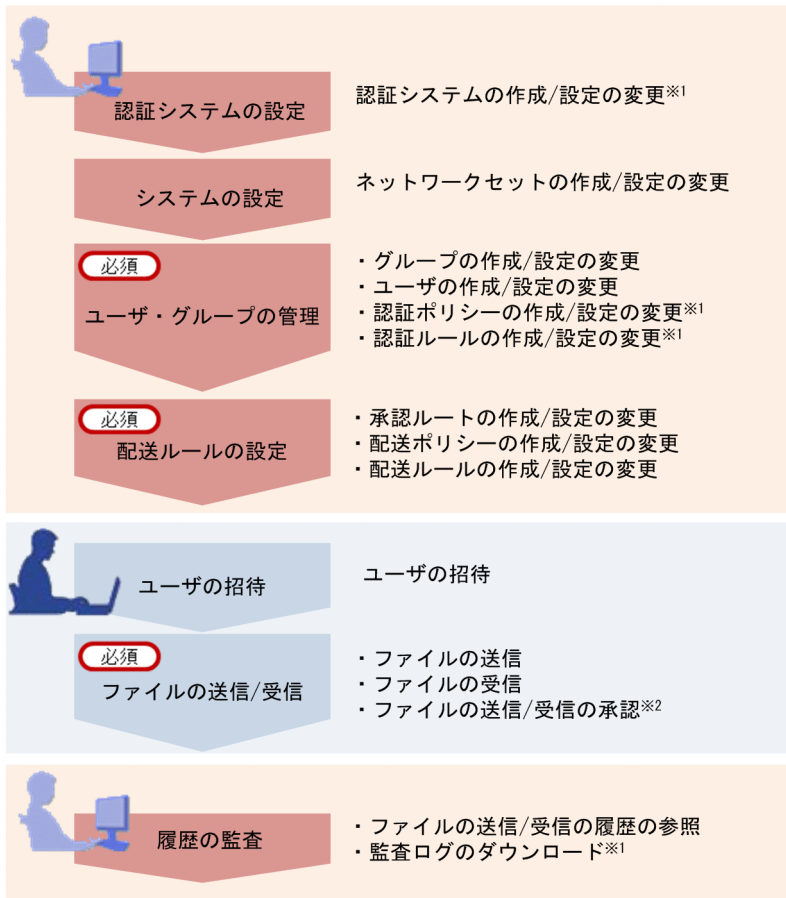 認証システムの設定
認証システムの作成/設定の変更※1
システムの設定
ネットワークセットの作成/設定の変更
必須
ユーザ・グループの管理
・グループの作成/設定の変更
・ユーザの作成/設定の変更
・認証ポリシーの作成/設定の変更※1
・認証ルールの作成/設定の変更※1
必須
配送ルールの設定
・承認ルートの作成/設定の変更
・配送ポリシーの作成/設定の変更
・配送ルールの作成/設定の変更
ユーザの招待
ユーザの招待
必須
ファイルの送信/受信
・ファイルの送信
・ファイルの受信
・ファイルの送信/受信の承認※2
履歴の監査
・ファイルの送信/受信の履歴の参照
・監査ログのダウンロード※1